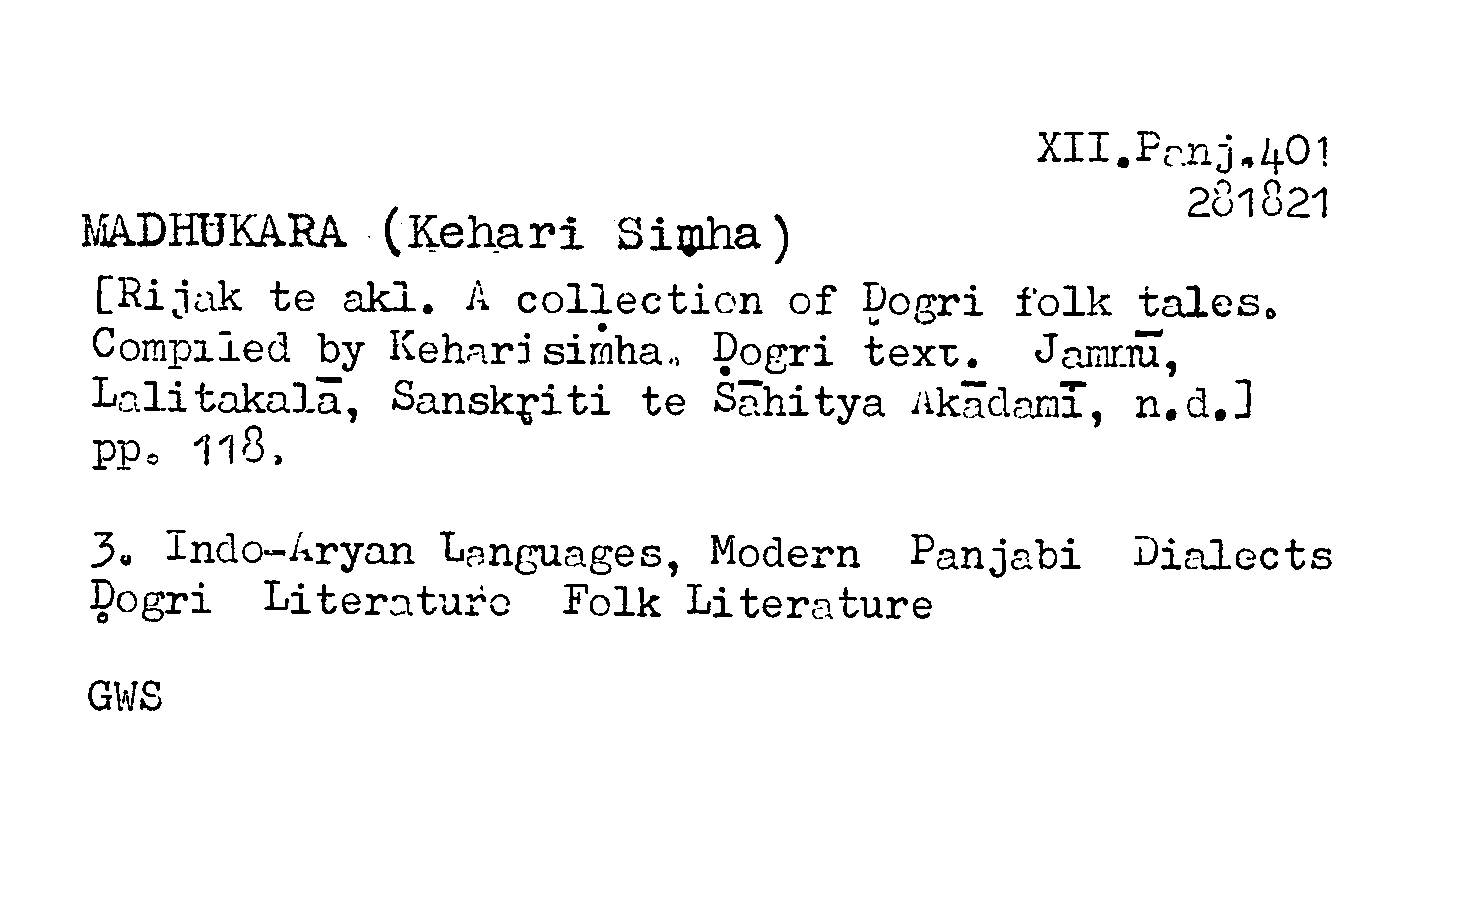 XII.Panj.401
281821
MADHUKARA (Kehari Siṃha)
[Rijak te akl. A collection of Ḍogri folk tales.
Compiled by Keharisiṁha. Ḍogri text. Jammū,
Lalitakalā, Sanskṛiti te Sāhitya Akādamī, n.d.]
pp. 118.
3. Indo-Aryan Languages, Modern Panjabi Dialects
Ḍogri Literature Folk Literature
GWS